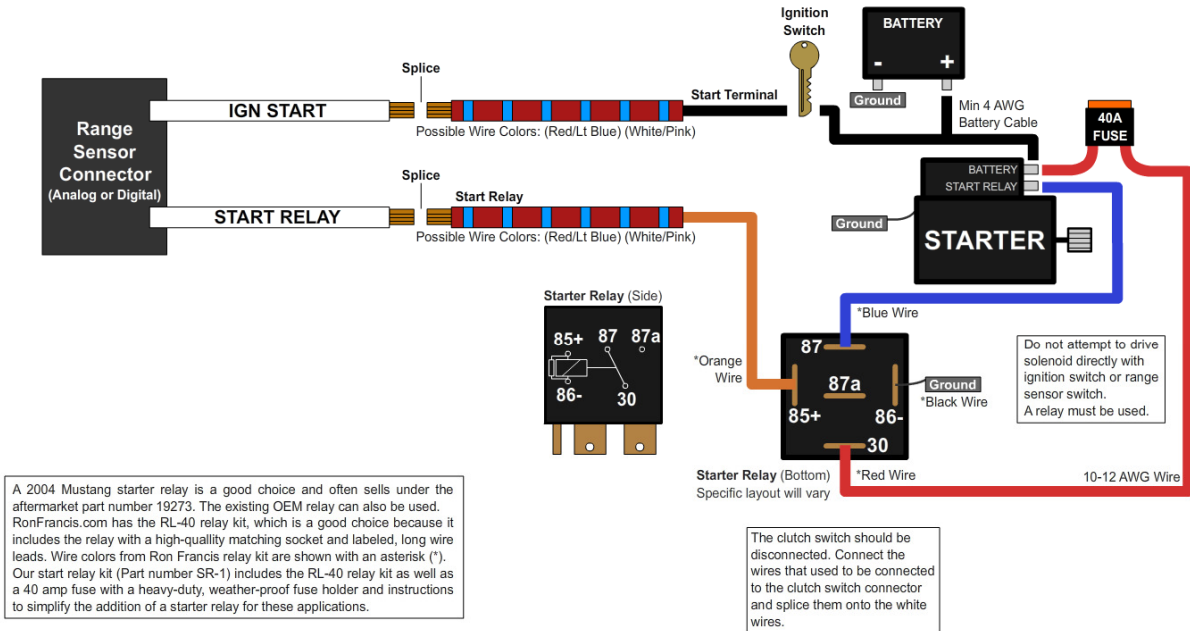 Ignition
Switch
BATTERY
- +
Ground
Splice
IGN START
Start Terminal
Possible Wire Colors: (Red/Lt Blue) (White/Pink)
Min 4 AWG
Battery Cable
40A
FUSE
Range
Sensor
Connector
(Analog or Digital)
BATTERY
START RELAY
Ground
STARTER
Splice
Start Relay
START RELAY
Possible Wire Colors: (Red/Lt Blue) (White/Pink)
Starter Relay (Side)
85+ 87 87a
86- 30
*Orange
Wire
*Blue Wire
87
87a
85+ 86-
30
Ground
*Black Wire
Do not attempt to drive
solenoid directly with
ignition switch or range
sensor switch.
A relay must be used.
Starter Relay (Bottom)
Specific layout will vary
*Red Wire
10-12 AWG Wire
A 2004 Mustang starter relay is a good choice and often sells under the
aftermarket part number 19273. The existing OEM relay can also be used.
RonFrancis.com has the RL-40 relay kit, which is a good choice because it
includes the relay with a high-quallity matching socket and labeled, long wire
leads. Wire colors from Ron Francis relay kit are shown with an asterisk (*).
Our start relay kit (Part number SR-1) includes the RL-40 relay kit as well as
a 40 amp fuse with a heavy-duty, weather-proof fuse holder and instructions
to simplify the addition of a starter relay for these applications.
The clutch switch should be
disconnected. Connect the
wires that used to be connected
to the clutch switch connector
and splice them onto the white
wires.